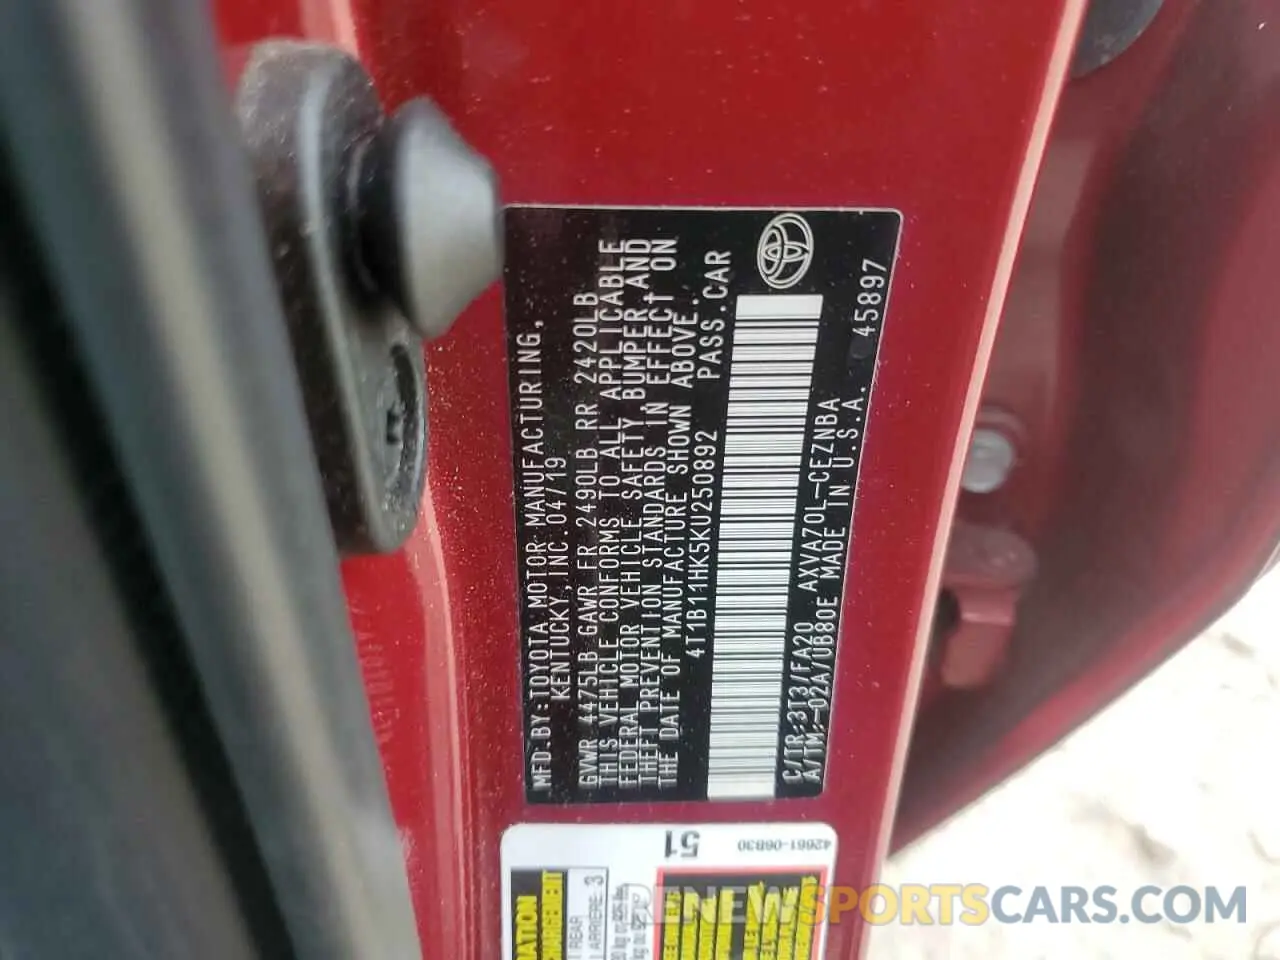 MFD.BY:TOYOTA MOTOR MANUFACTURING,
KENTUCKY,INC. 04/19
GVWR 4475LB GAWR FR 2490LB RR 2420LB
THIS VEHICLE CONFORMS TO ALL APPLICABLE
FEDERAL MOTOR VEHICLE SAFETY, BUMPER, AND
THEFT PREVENTION STANDARDS IN EFFECT ON
THE DATE OF MANUFACTURE SHOWN ABOVE.
4T1B11HK5KU250892 PASS.CAR
C/TR:3T3/FA20 AXVA70L-CEZNBA
A/TM:-02A/UB80E MADE IN U.S.A. 45897
51
42661-06B30
REAR
ARRIERE: 3
RENEWSPORTSCARS.COM